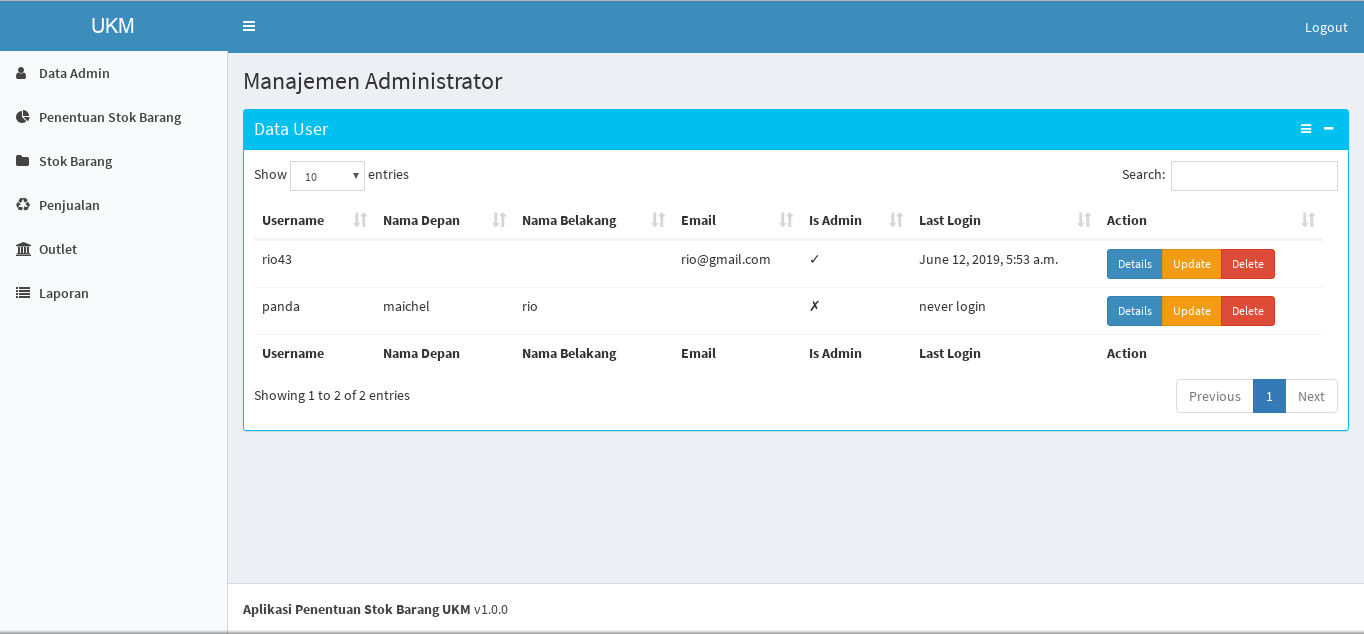 UKM
Logout
Data Admin
Penentuan Stok Barang
Stok Barang
Penjualan
Outlet
Laporan
Manajemen Administrator
Data User
Show 10 entries Search:
Username Nama Depan Nama Belakang Email Is Admin Last Login Action
rio43 rio@gmail.com ✓ June 12, 2019, 5:53 a.m. Details Update Delete
panda maichel rio ✗ never login Details Update Delete
Username Nama Depan Nama Belakang Email Is Admin Last Login Action
Showing 1 to 2 of 2 entries Previous 1 Next
Aplikasi Penentuan Stok Barang UKM v1.0.0